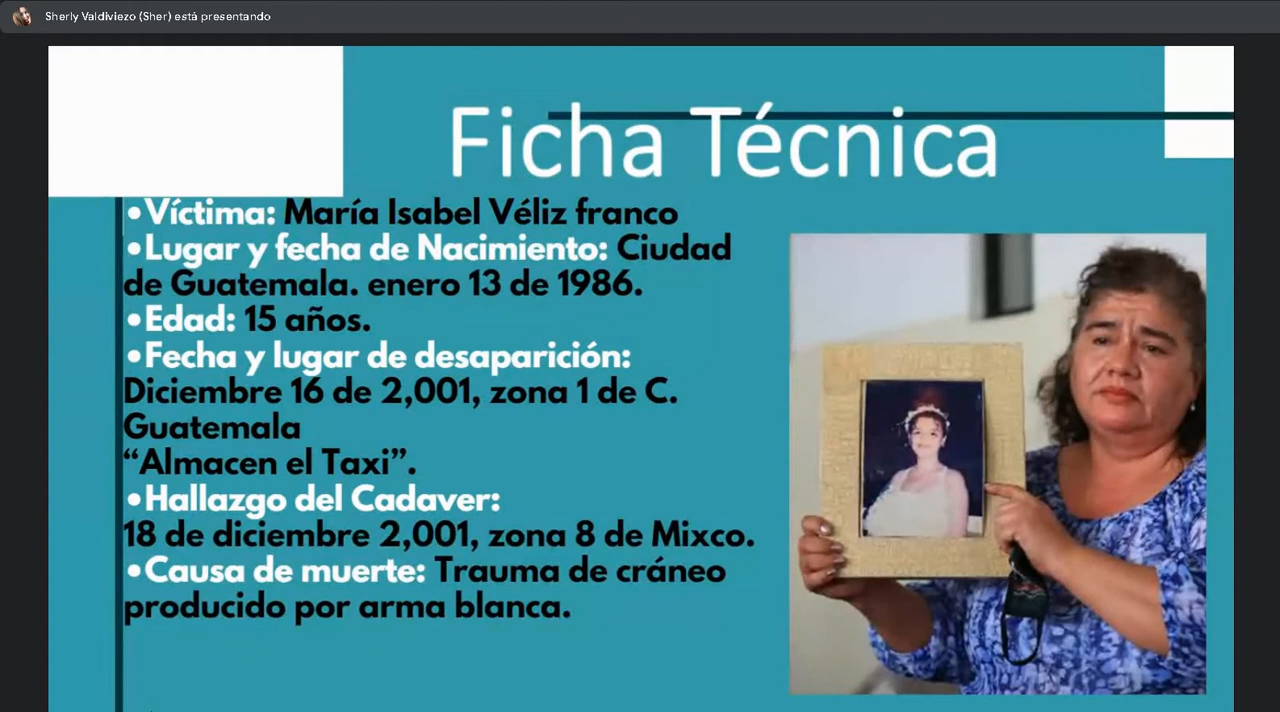 Sherly Valdiviezo (Sher) está presentando
Ficha Técnica
•Víctima: María Isabel Véliz franco
•Lugar y fecha de Nacimiento: Ciudad
de Guatemala. enero 13 de 1986.
•Edad: 15 años.
•Fecha y lugar de desaparición:
Diciembre 16 de 2,001, zona 1 de C.
Guatemala
“Almacen el Taxi”.
•Hallazgo del Cadaver:
18 de diciembre 2,001, zona 8 de Mixco.
•Causa de muerte: Trauma de cráneo
producido por arma blanca.